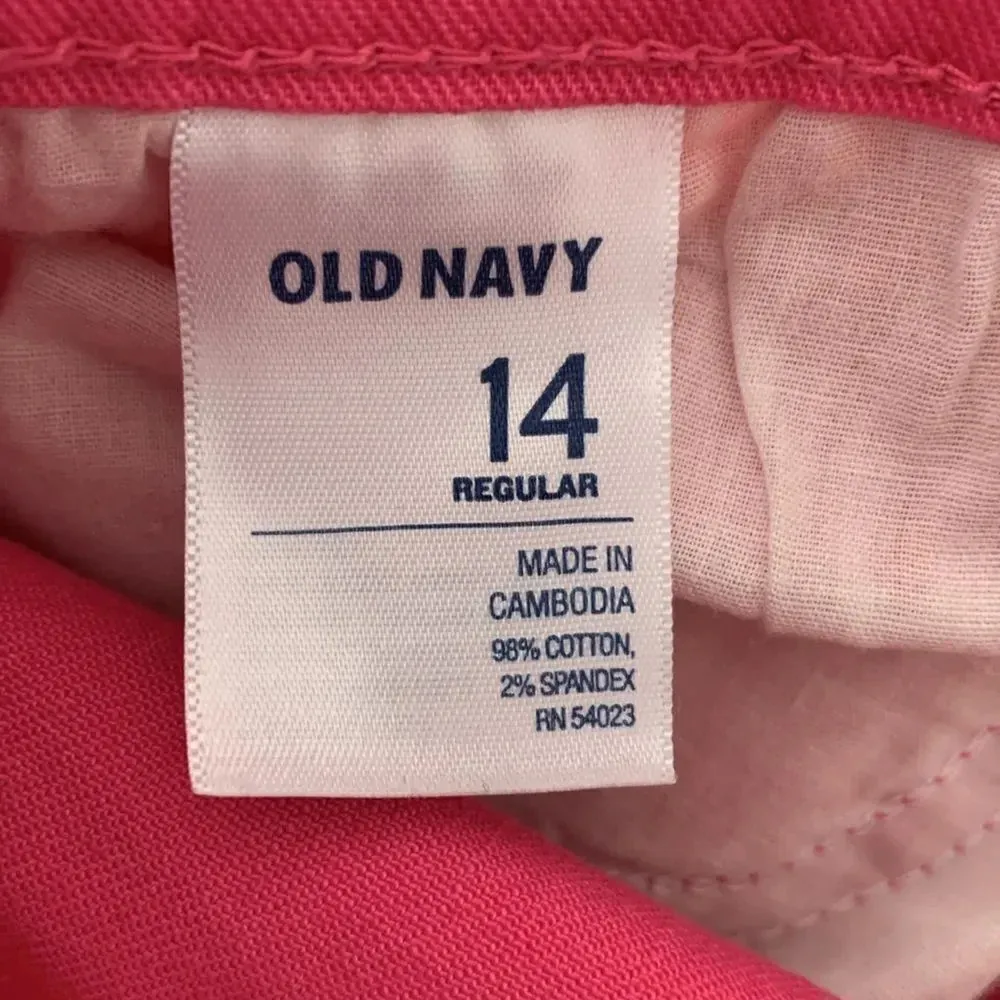 OLD NAVY
14
REGULAR
MADE IN
CAMBODIA
98% COTTON,
2% SPANDEX
RN 54023